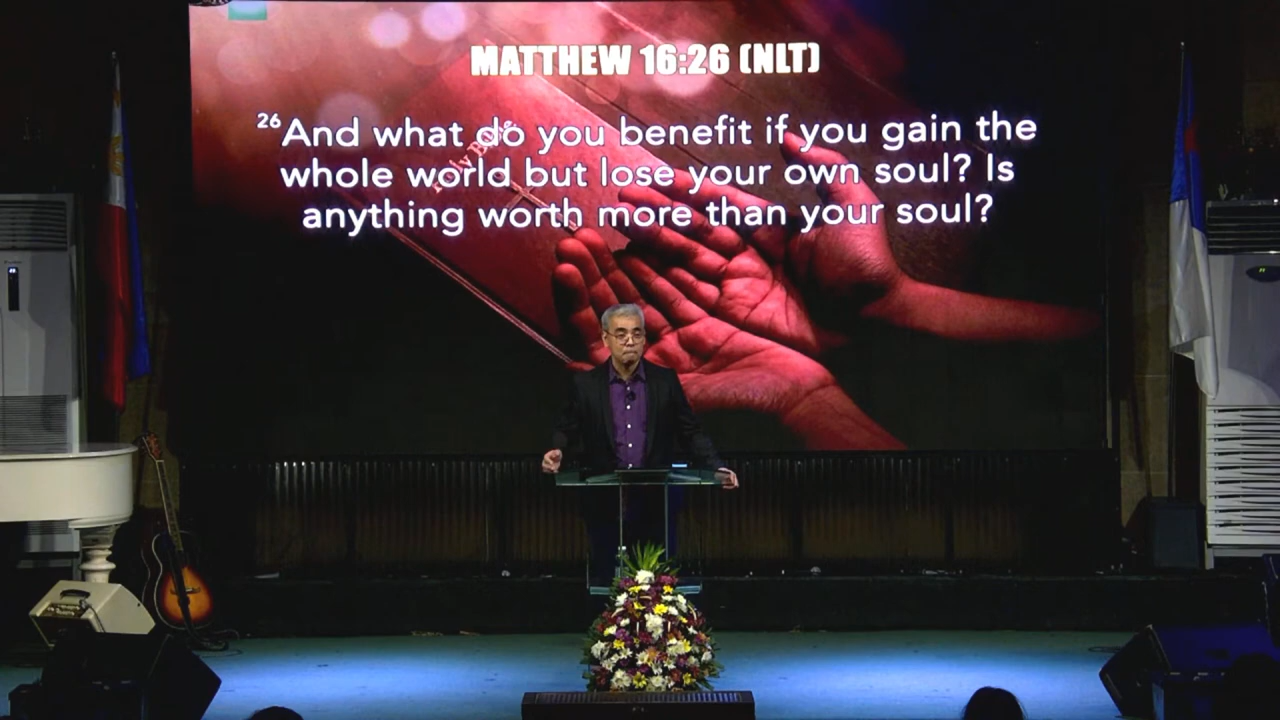 MATTHEW 16:26 (NLT)
26And what do you benefit if you gain the
whole world but lose your own soul? Is
anything worth more than your soul?